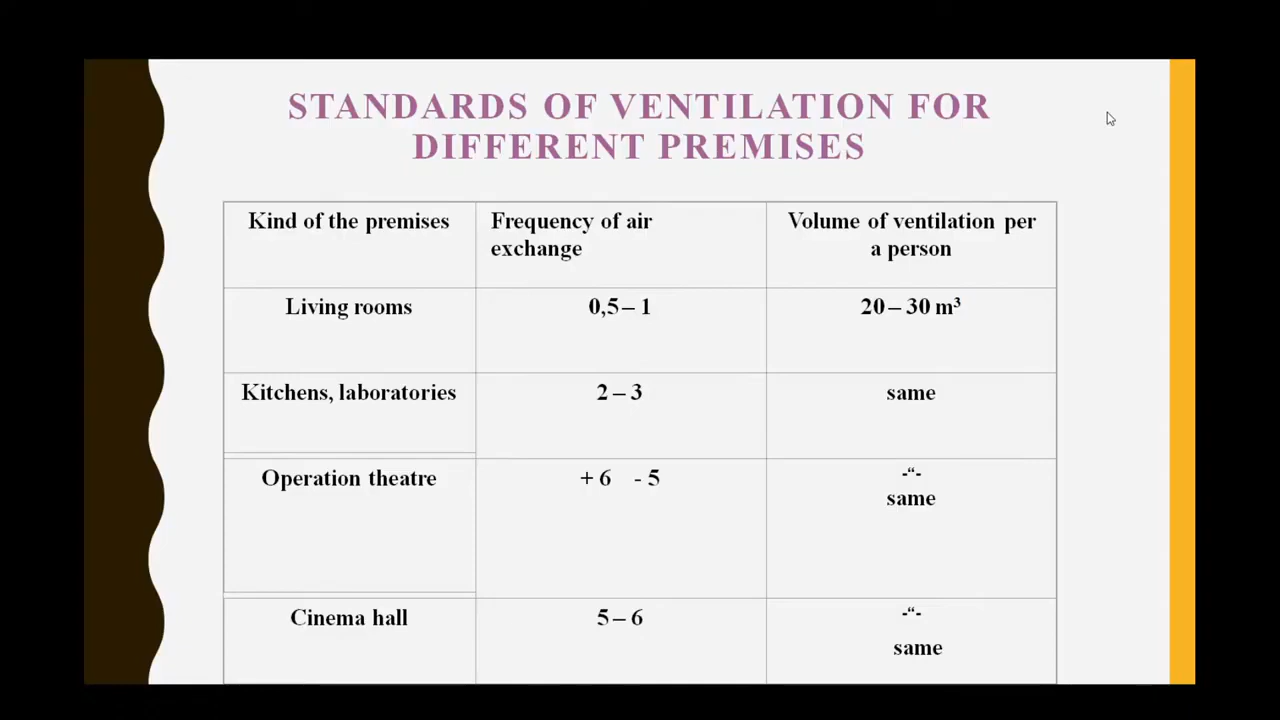 STANDARDS OF VENTILATION FOR
DIFFERENT PREMISES
Kind of the premises
Frequency of air
exchange
Volume of ventilation per
a person
Living rooms
0,5 – 1
20 – 30 m³
Kitchens, laboratories
2 – 3
same
Operation theatre
+ 6 - 5
-“-
same
Cinema hall
5 – 6
-“-
same